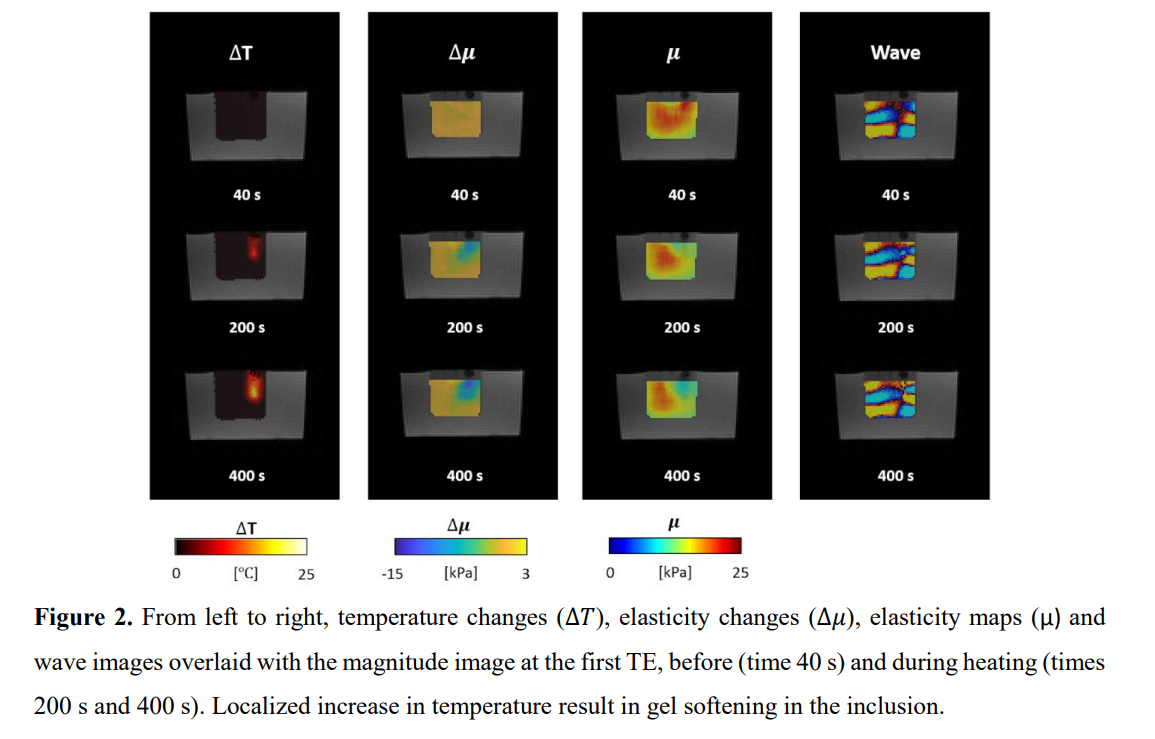 ΔT Δμ μ Wave
40 s 40 s 40 s 40 s
200 s 200 s 200 s 200 s
400 s 400 s 400 s 400 s
ΔT Δμ μ
0 [°C] 25 -15 [kPa] 3 0 [kPa] 25
Figure 2. From left to right, temperature changes (ΔT), elasticity changes (Δμ), elasticity maps (μ) and
wave images overlaid with the magnitude image at the first TE, before (time 40 s) and during heating (times
200 s and 400 s). Localized increase in temperature result in gel softening in the inclusion.